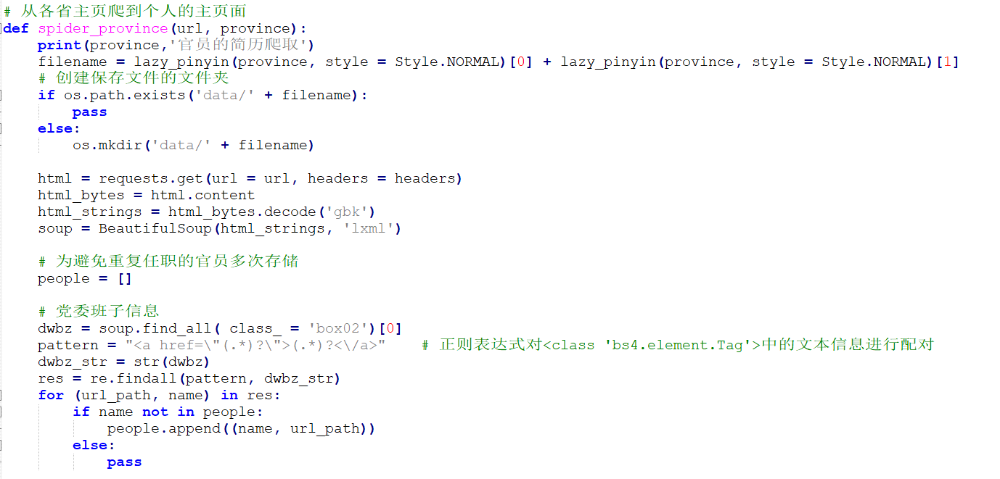 # 从各省主页爬到个人的主页面
def spider_province(url, province):
    print(province,'官员的简历爬取')
    filename = lazy_pinyin(province, style = Style.NORMAL)[0] + lazy_pinyin(province, style = Style.NORMAL)[1]
    # 创建保存文件的文件夹
    if os.path.exists('data/' + filename):
        pass
    else:
        os.mkdir('data/' + filename)

    html = requests.get(url = url, headers = headers)
    html_bytes = html.content
    html_strings = html_bytes.decode('gbk')
    soup = BeautifulSoup(html_strings, 'lxml')

    # 为避免重复任职的官员多次存储
    people = []

    # 党委班子信息
    dwbz = soup.find_all( class_ = 'box02')[0]
    pattern = "<a href=\"(.*)?\">(.*)?<\/a>"    # 正则表达式对<class 'bs4.element.Tag'>中的文本信息进行配对
    dwbz_str = str(dwbz)
    res = re.findall(pattern, dwbz_str)
    for (url_path, name) in res:
        if name not in people:
            people.append((name, url_path))
        else:
            pass